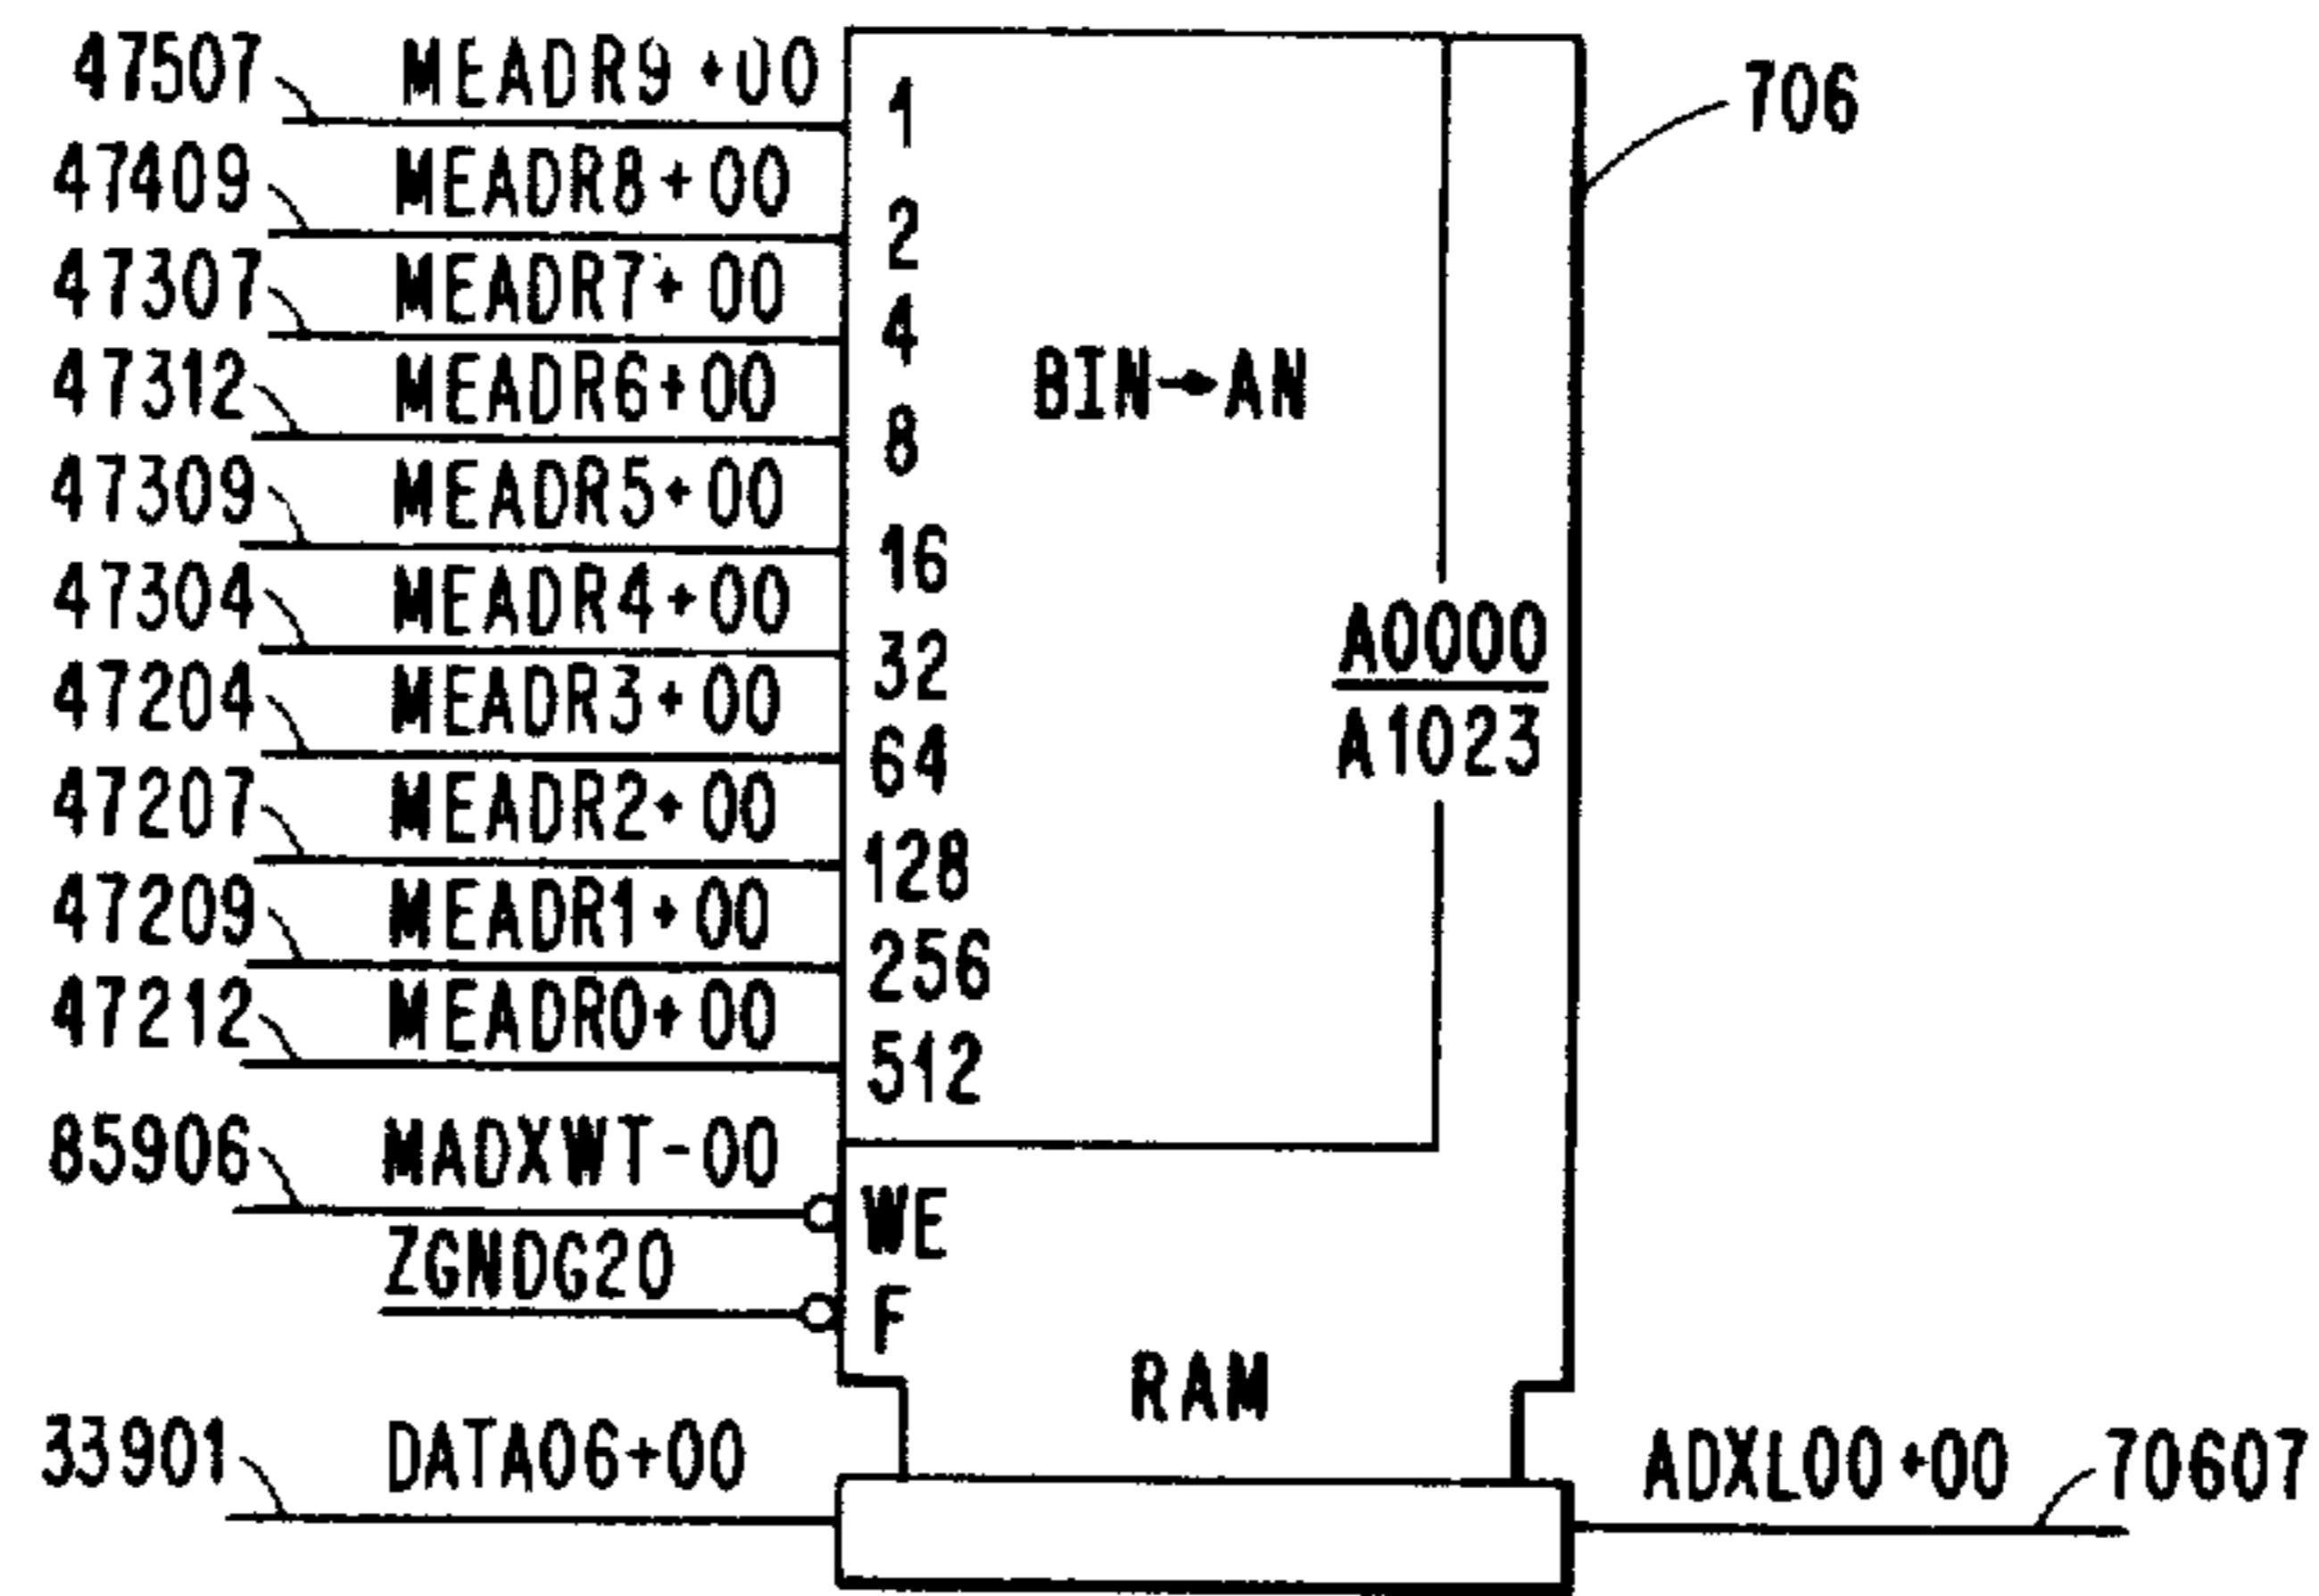 47507 MEADR9+00 1
706
47409 MEADR8+00 2
47307 MEADR7+00 4
47312 MEADR6+00 8
BIN→AN
47309 MEADR5+00 16
47304 MEADR4+00 32
A0000
A1023
47204 MEADR3+00 64
47207 MEADR2+00 128
47209 MEADR1+00 256
47212 MEADR0+00 512
85906 MADXWT-00 WE
ZGNDG20 F
RAM
33901 DATA06+00
ADXL00+00 70607